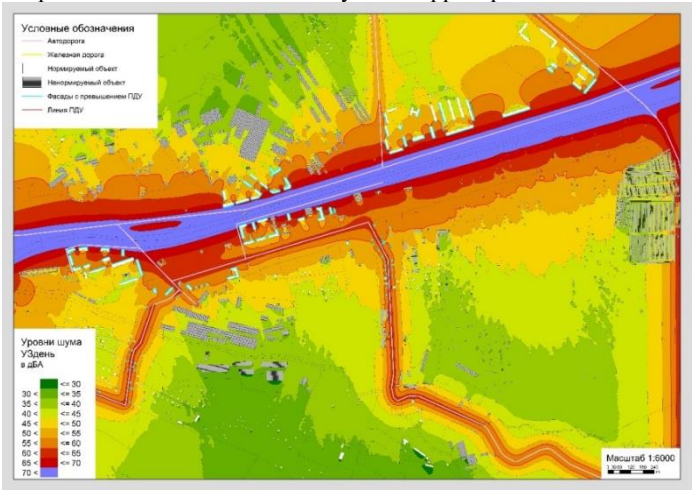 Условные обозначения
Автодорога
Железная дорога
Нормируемый объект
Ненормируемый объект
Фасады с превышением ПДУ
Линия ПДУ
Уровни шума
УЗдень
в дБА
<= 30
30 < <= 35
35 < <= 40
40 < <= 45
45 < <= 50
50 < <= 55
55 < <= 60
60 < <= 65
65 < <= 70
70 <
Масштаб 1:6000